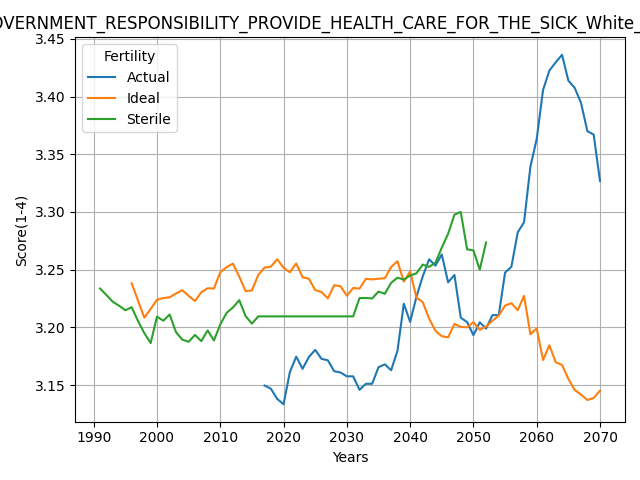 OVERNMENT_RESPONSIBILITY_PROVIDE_HEALTH_CARE_FOR_THE_SICK_White_
3.45
3.40
3.35
3.30
3.25
3.20
3.15
Score(1-4)
Fertility
Actual
Ideal
Sterile
1990 2000 2010 2020 2030 2040 2050 2060 2070
Years